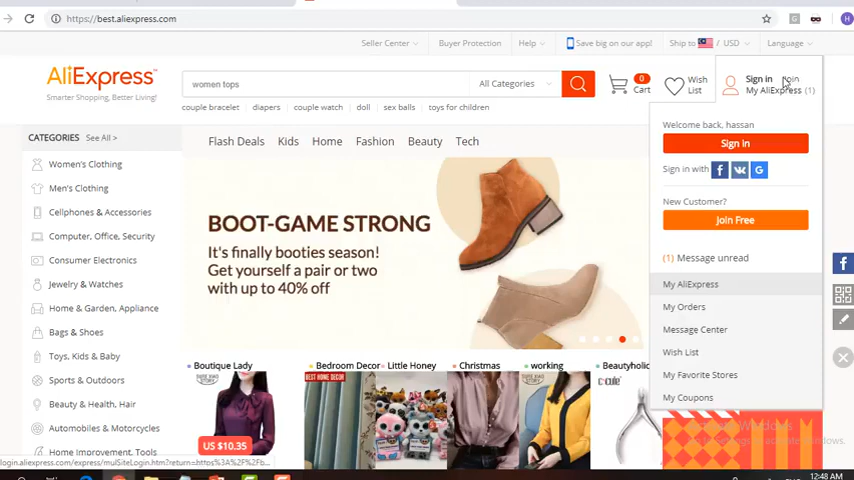 https://best.aliexpress.com
Seller Center
Buyer Protection
Help
Save big on our app!
Ship to / USD
Language
AliExpress
Smarter Shopping, Better Living!
women tops
All Categories
0
Cart
Wish
List
Sign in Join
My AliExpress (1)
couple bracelet
diapers
couple watch
doll
sex balls
toys for children
CATEGORIES See All >
Flash Deals
Kids
Home
Fashion
Beauty
Tech
Women's Clothing
Men's Clothing
Cellphones & Accessories
Computer, Office, Security
Consumer Electronics
Jewelry & Watches
Home & Garden, Appliance
Bags & Shoes
Toys, Kids & Baby
Sports & Outdoors
Beauty & Health, Hair
Automobiles & Motorcycles
Home Improvement, Tools
BOOT-GAME STRONG
It's finally booties season!
Get yourself a pair or two
with up to 40% off
Welcome back, hassan
Sign in
Sign in with
New Customer?
Join Free
(1) Message unread
My AliExpress
My Orders
Message Center
Wish List
My Favorite Stores
My Coupons
Boutique Lady
Bedroom Decor
Little Honey
Christmas
working
Beautyholic
BEST HOME DECOR
US $10.35
12:48 AM